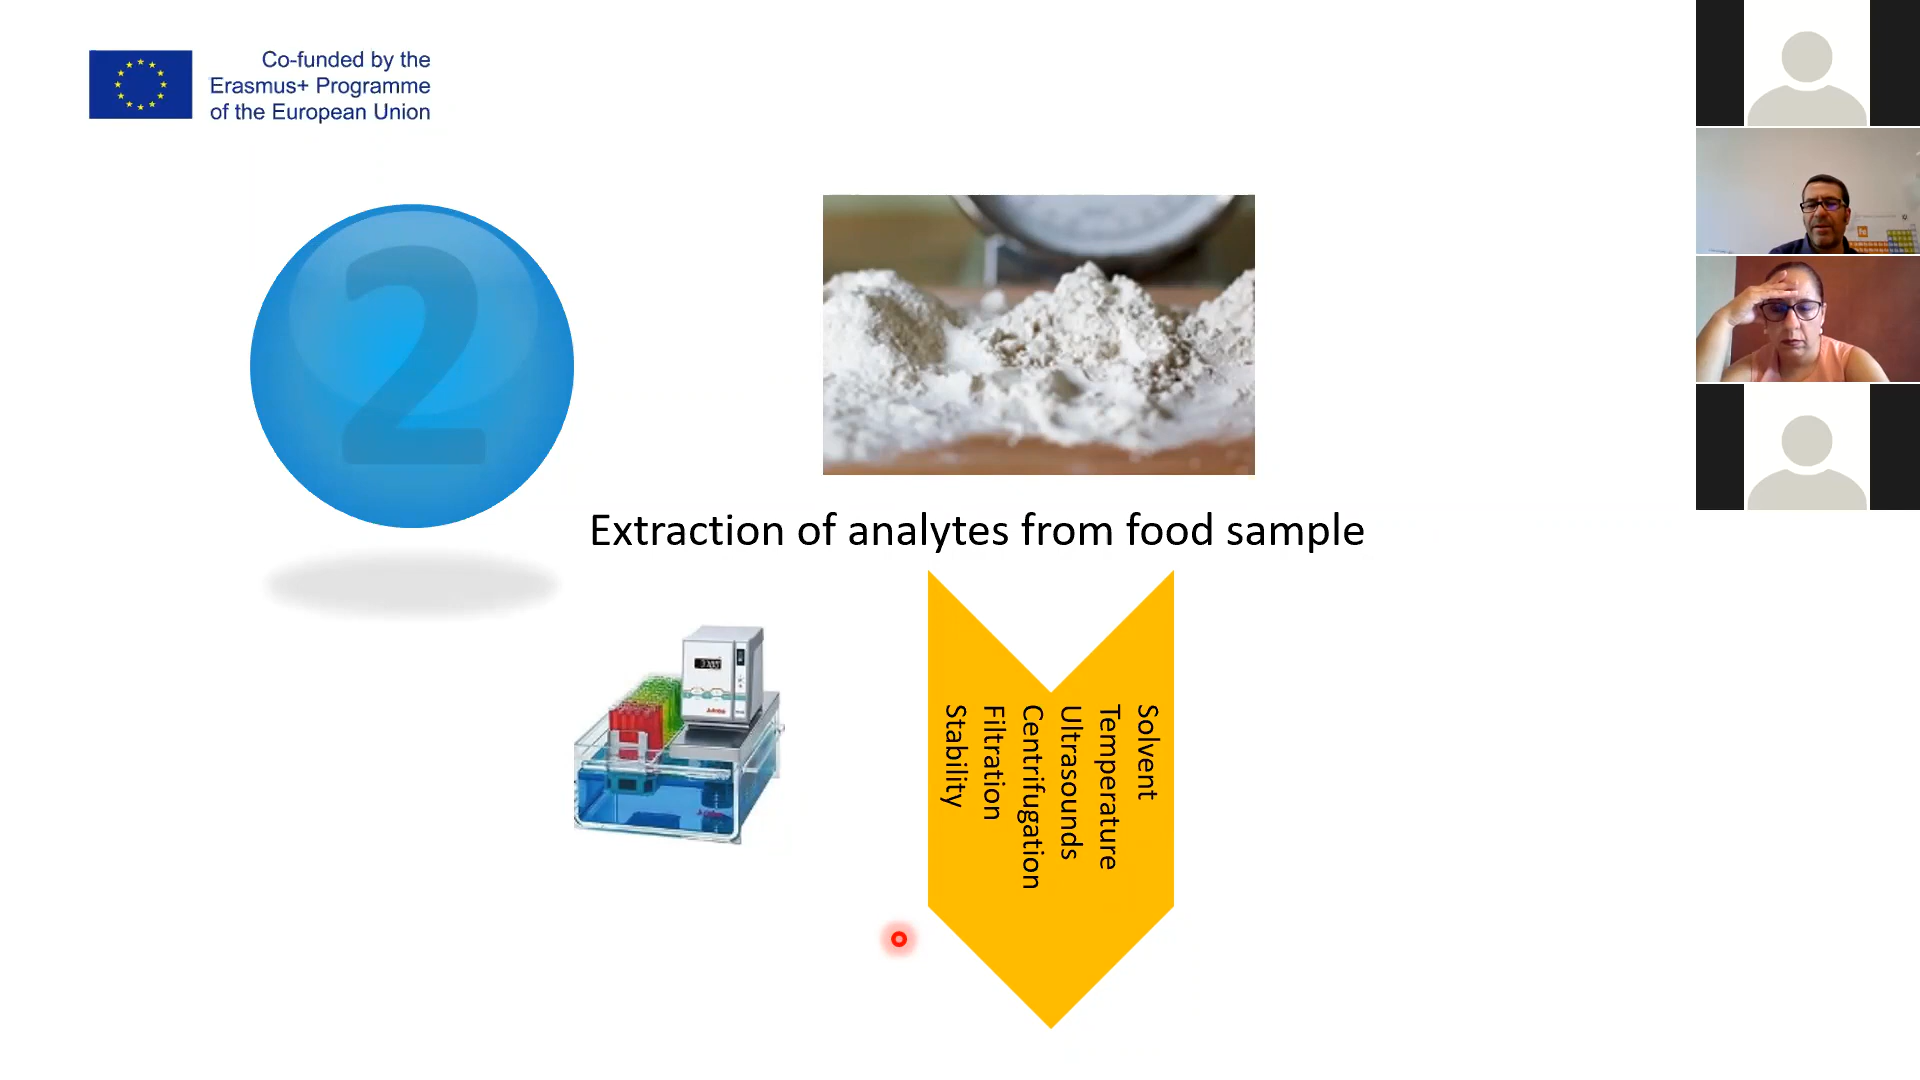 Co-funded by the
Erasmus+ Programme
of the European Union
2
Extraction of analytes from food sample
Solvent
Temperature
Ultrasounds
Centrifugation
Filtration
Stability